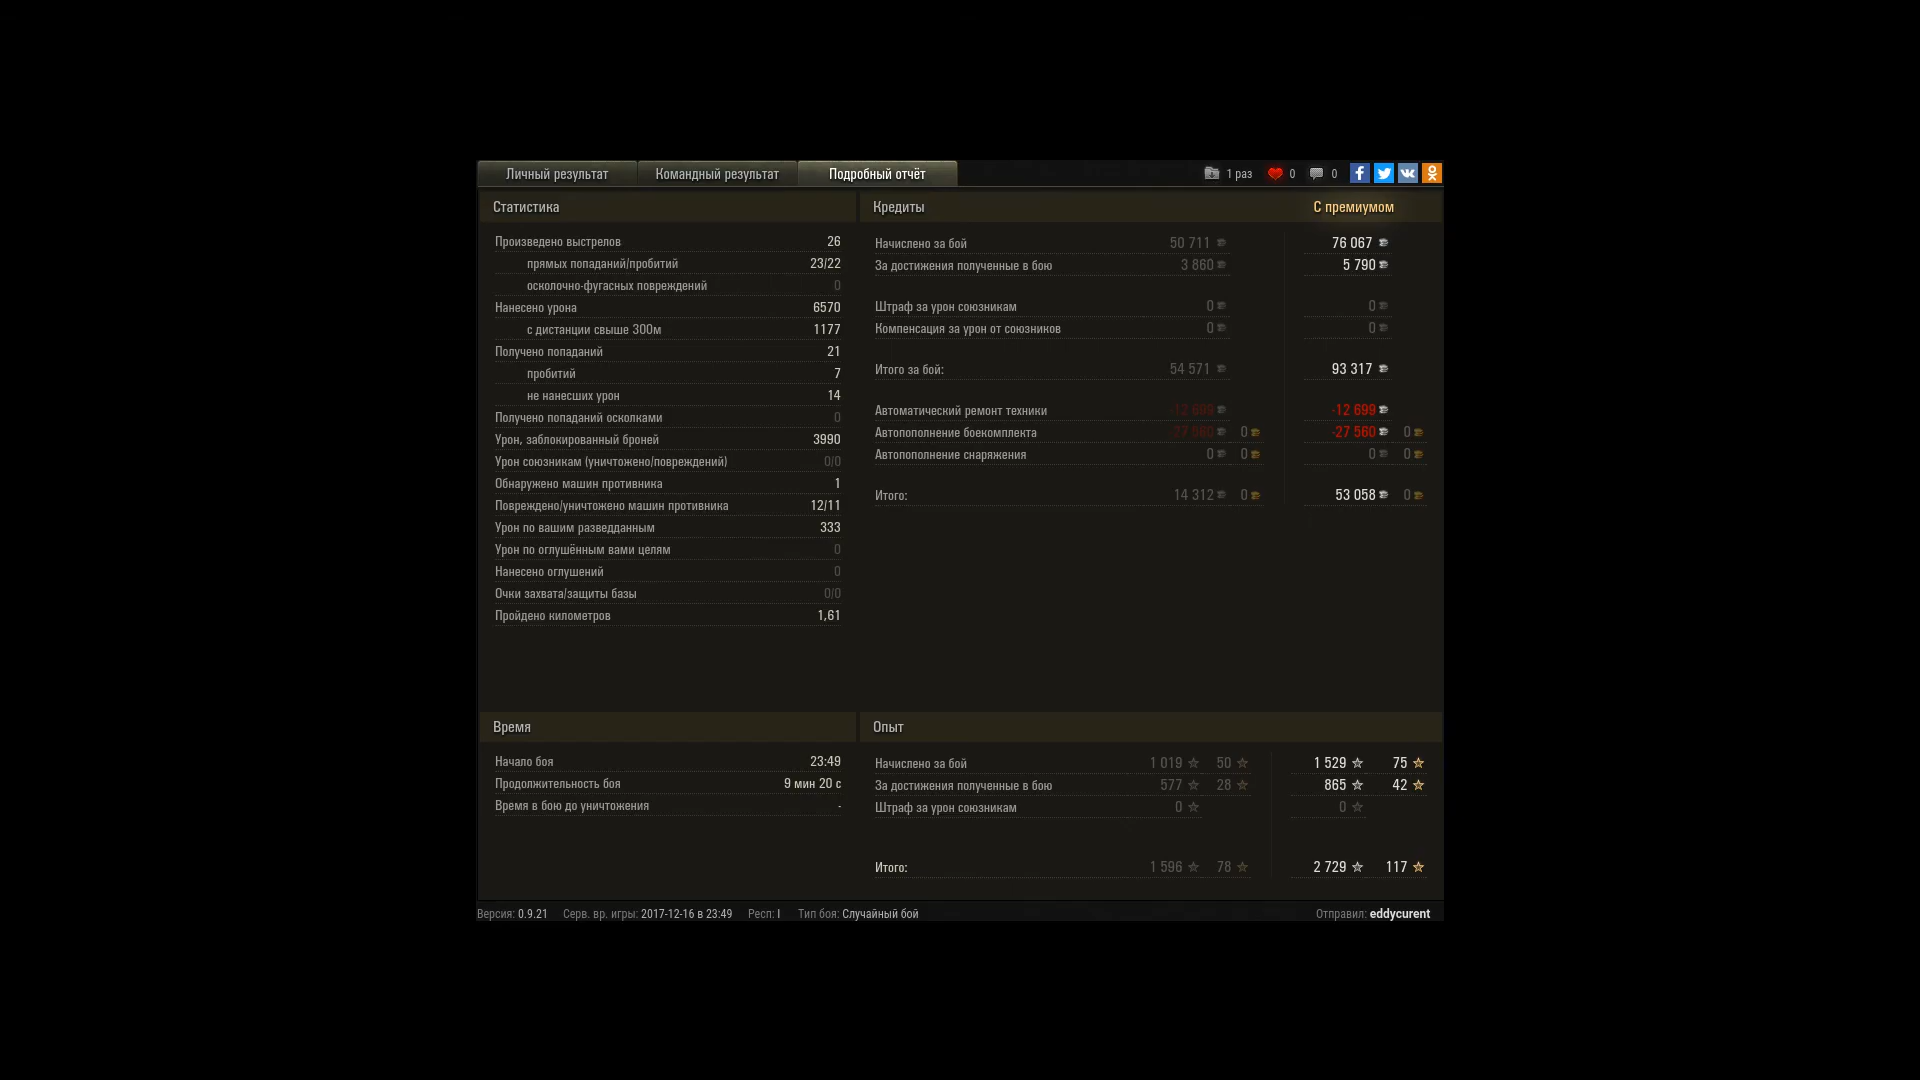 Личный результат Командный результат Подробный отчёт 1 раз 0 0
Статистика
Произведено выстрелов 26
прямых попаданий/пробитий 23/22
осколочно-фугасных повреждений 0
Нанесено урона 6570
с дистанции свыше 300м 1177
Получено попаданий 21
пробитий 7
не нанесших урон 14
Получено попаданий осколками 0
Урон, заблокированный броней 3990
Урон союзникам (уничтожено/повреждений) 0/0
Обнаружено машин противника 1
Повреждено/уничтожено машин противника 12/11
Урон по вашим разведданным 333
Урон по оглушённым вами целям 0
Нанесено оглушений 0
Очки захвата/защиты базы 0/0
Пройдено километров 1,61
Кредиты С премиумом
Начислено за бой 50 711 76 067
За достижения полученные в бою 3 860 5 790
Штраф за урон союзникам 0 0
Компенсация за урон от союзников 0 0
Итого за бой: 54 571 93 317
Автоматический ремонт техники -12 699 -12 699
Автопополнение боекомплекта -27 560 0 -27 560 0
Автопополнение снаряжения 0 0 0 0
Итого: 14 312 0 53 058 0
Время
Начало боя 23:49
Продолжительность боя 9 мин 20 с
Время в бою до уничтожения -
Опыт
Начислено за бой 1 019 50 1 529 75
За достижения полученные в бою 577 28 865 42
Штраф за урон союзникам 0 0
Итого: 1 596 78 2 729 117
Версия: 0.9.21 Серв. вр. игры: 2017-12-16 в 23:49 Респ: I Тип боя: Случайный бой Отправил: eddycurent